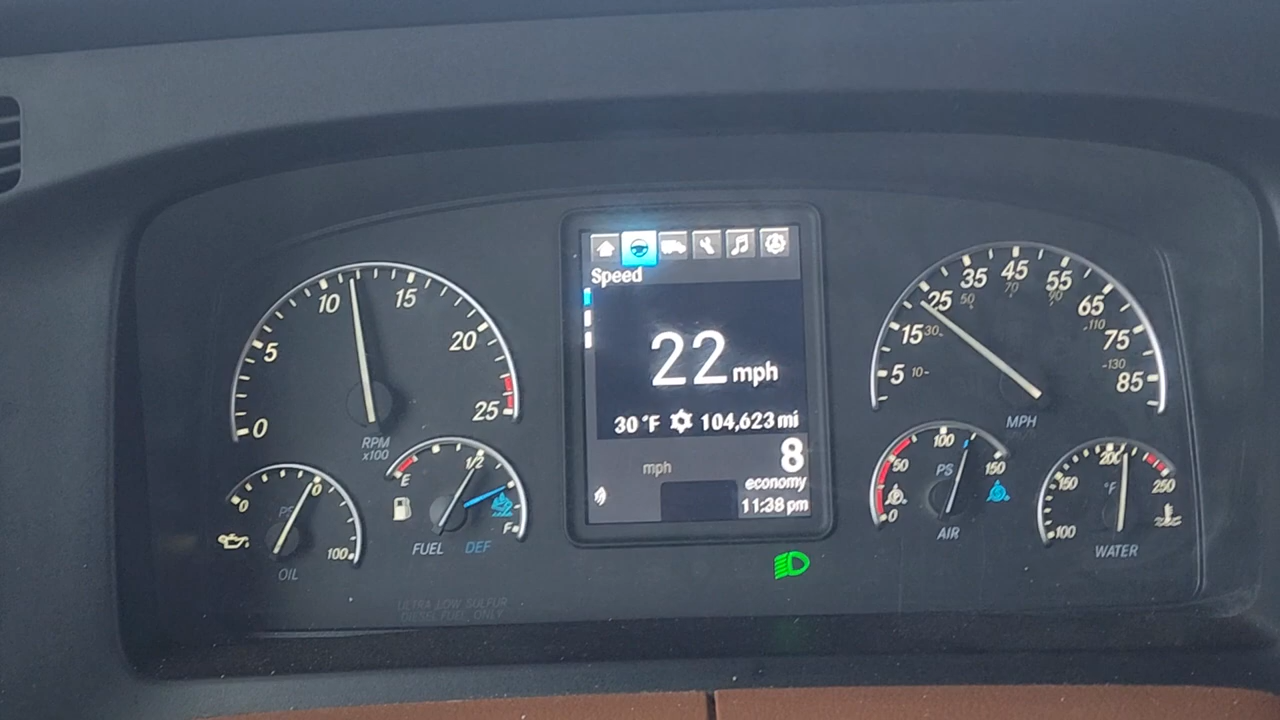 Speed
22 mph
30 °F 104,623 mi
mph 8
economy
11:38 pm
0 5 10 15 20 25
RPM
x100
5 15 25 35 45 55 65 75 85
10 30 50 70 90 110 130
MPH
0 100
OIL
E 1/2 F
FUEL DEF
0 50 100 150
PS
AIR
100 150 200 250
°F
WATER
ULTRA LOW SULFUR
DIESEL FUEL ONLY